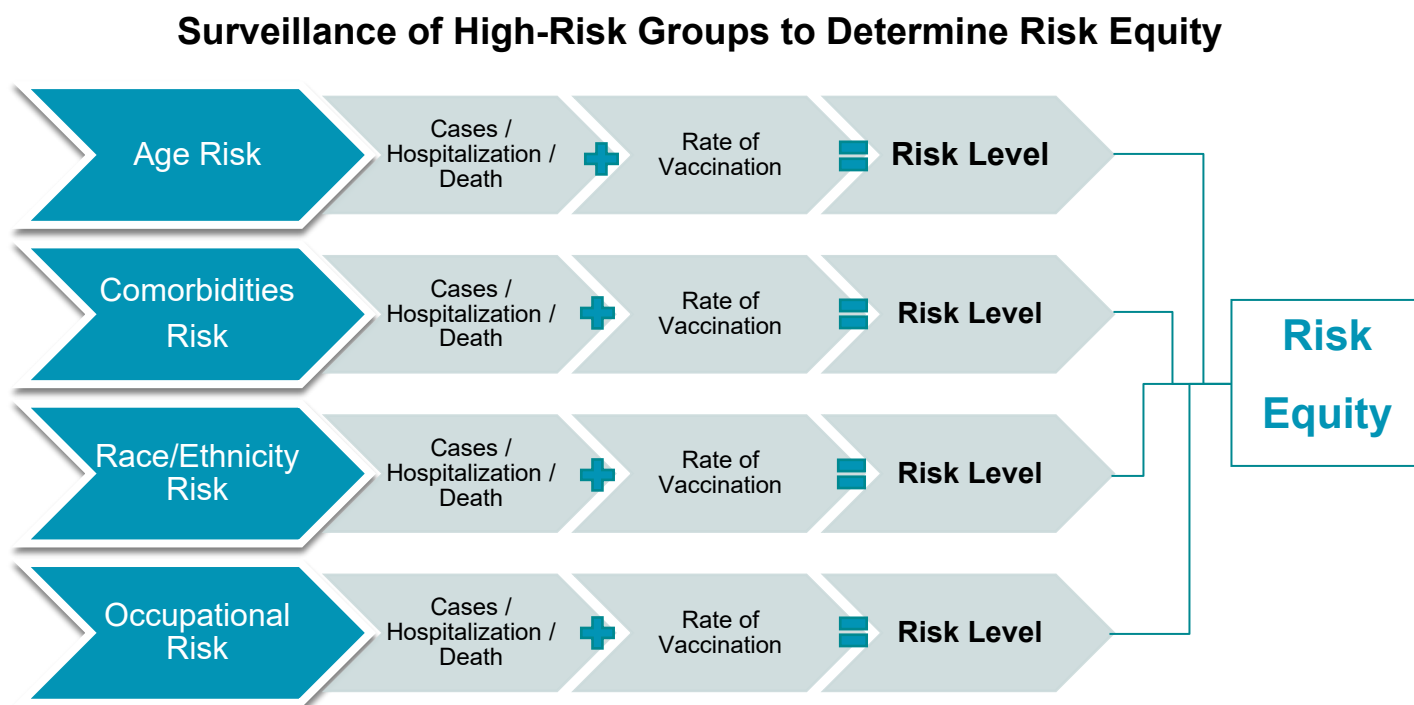 Surveillance of High-Risk Groups to Determine Risk Equity
Age Risk
Cases /
Hospitalization /
Death
Rate of
Vaccination
Risk Level
Comorbidities
Risk
Cases /
Hospitalization /
Death
Rate of
Vaccination
Risk Level
Race/Ethnicity
Risk
Cases /
Hospitalization /
Death
Rate of
Vaccination
Risk Level
Occupational
Risk
Cases /
Hospitalization /
Death
Rate of
Vaccination
Risk Level
Risk
Equity